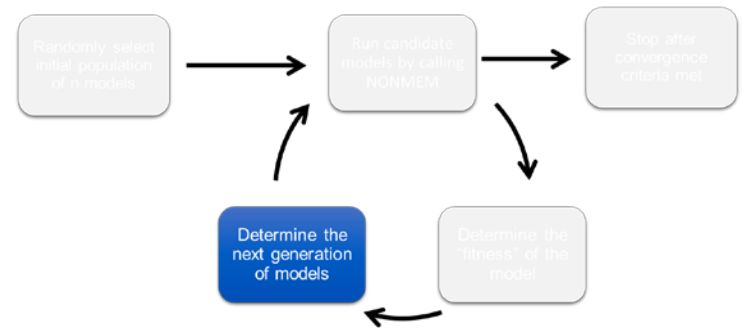 Randomly select
initial population
of n models
Run candidate
models by calling
NONMEM
Stop after
convergence
criteria met
Determine the
next generation
of models
Determine the
"fitness" of the
model